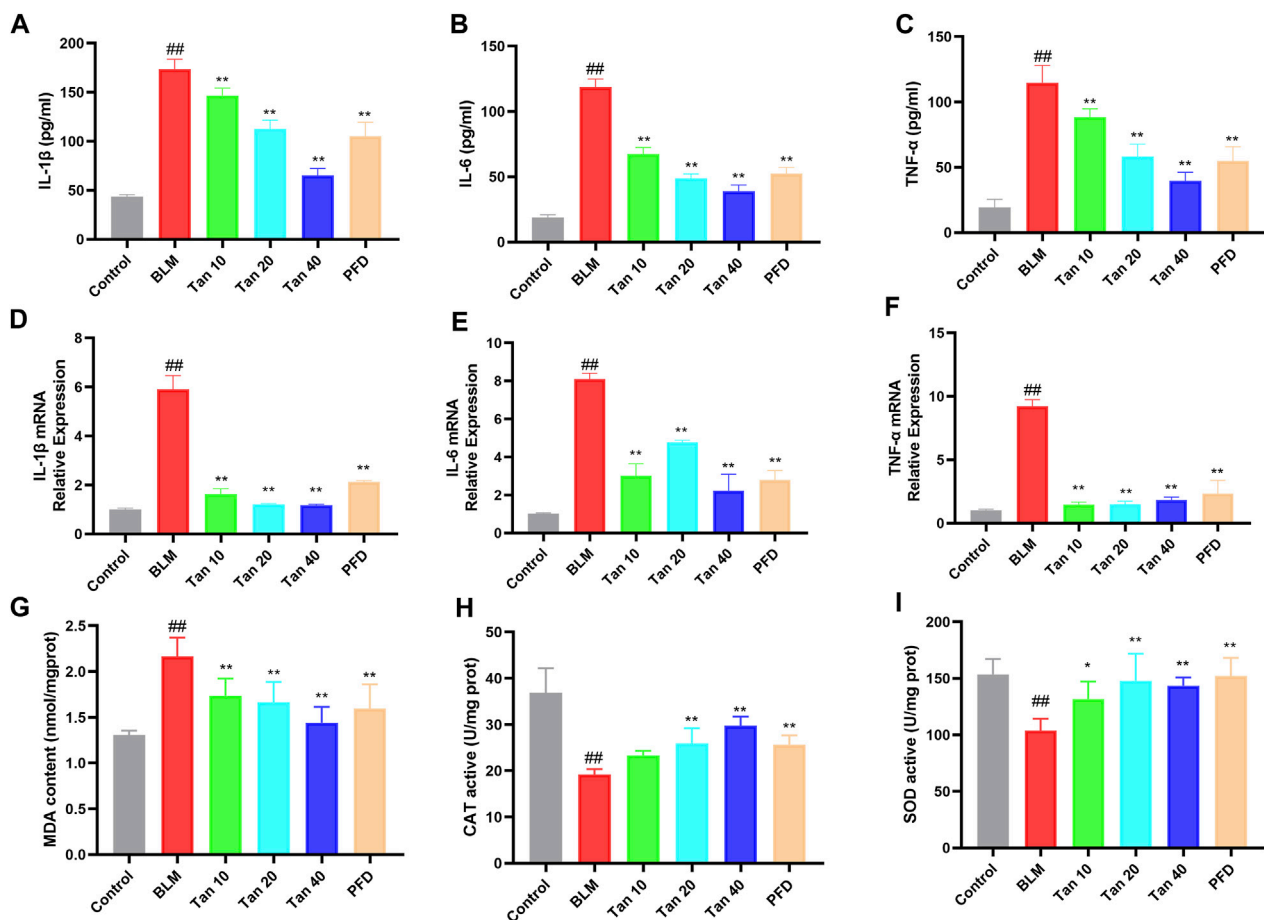 A
IL-1β (pg/ml)
200
150
100
50
0
##
**
**
**
**
Control
BLM
Tan 10
Tan 20
Tan 40
PFD
B
IL-6 (pg/ml)
150
100
50
0
##
**
**
**
**
Control
BLM
Tan 10
Tan 20
Tan 40
PFD
C
TNF-α (pg/ml)
150
100
50
0
##
**
**
**
**
Control
BLM
Tan 10
Tan 20
Tan 40
PFD
D
IL-1β mRNA
Relative Expression
8
6
4
2
0
##
**
**
**
**
Control
BLM
Tan 10
Tan 20
Tan 40
PFD
E
IL-6 mRNA
Relative Expression
10
8
6
4
2
0
##
**
**
**
**
Control
BLM
Tan 10
Tan 20
Tan 40
PFD
F
TNF-α mRNA
Relative Expression
15
10
5
0
##
**
**
**
**
Control
BLM
Tan 10
Tan 20
Tan 40
PFD
G
MDA content (nmol/mgprot)
2.5
2.0
1.5
1.0
0.5
0.0
##
**
**
**
**
Control
BLM
Tan 10
Tan 20
Tan 40
PFD
H
CAT active (U/mg prot)
50
40
30
20
10
0
##
**
**
**
Control
BLM
Tan 10
Tan 20
Tan 40
PFD
I
SOD active (U/mg prot)
200
150
100
50
0
##
*
**
**
**
Control
BLM
Tan 10
Tan 20
Tan 40
PFD